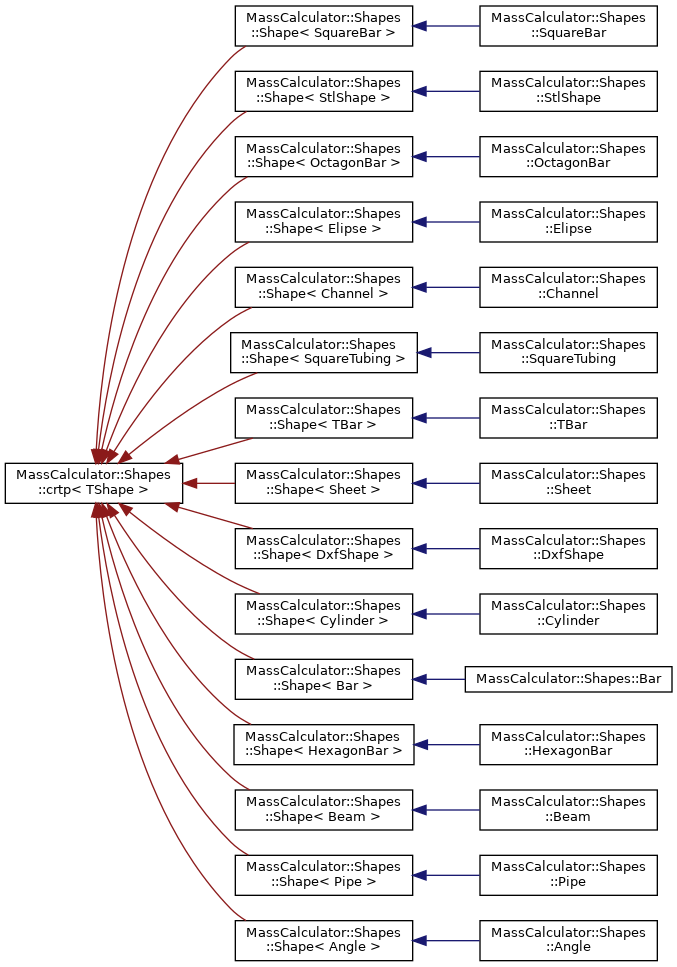 MassCalculator::Shapes
::Shape< SquareBar >
MassCalculator::Shapes
::SquareBar
MassCalculator::Shapes
::Shape< StlShape >
MassCalculator::Shapes
::StlShape
MassCalculator::Shapes
::Shape< OctagonBar >
MassCalculator::Shapes
::OctagonBar
MassCalculator::Shapes
::Shape< Elipse >
MassCalculator::Shapes
::Elipse
MassCalculator::Shapes
::Shape< Channel >
MassCalculator::Shapes
::Channel
MassCalculator::Shapes
::Shape< SquareTubing >
MassCalculator::Shapes
::SquareTubing
MassCalculator::Shapes
::Shape< TBar >
MassCalculator::Shapes
::TBar
MassCalculator::Shapes
::crtp< TShape >
MassCalculator::Shapes
::Shape< Sheet >
MassCalculator::Shapes
::Sheet
MassCalculator::Shapes
::Shape< DxfShape >
MassCalculator::Shapes
::DxfShape
MassCalculator::Shapes
::Shape< Cylinder >
MassCalculator::Shapes
::Cylinder
MassCalculator::Shapes
::Shape< Bar >
MassCalculator::Shapes::Bar
MassCalculator::Shapes
::Shape< HexagonBar >
MassCalculator::Shapes
::HexagonBar
MassCalculator::Shapes
::Shape< Beam >
MassCalculator::Shapes
::Beam
MassCalculator::Shapes
::Shape< Pipe >
MassCalculator::Shapes
::Pipe
MassCalculator::Shapes
::Shape< Angle >
MassCalculator::Shapes
::Angle